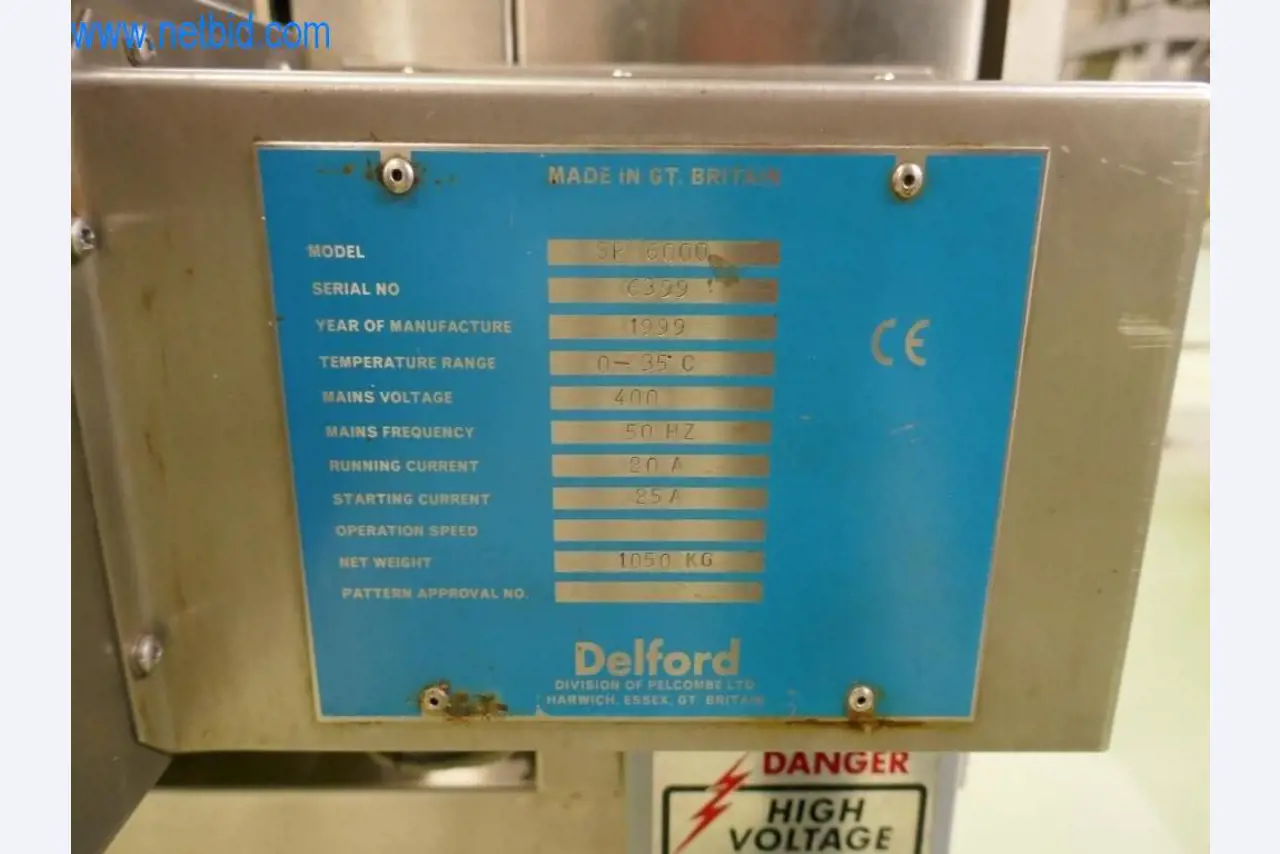 www.netbid.com
MADE IN GT. BRITAIN
MODEL 6000
SERIAL NO
YEAR OF MANUFACTURE 1999
TEMPERATURE RANGE 0-35 C
MAINS VOLTAGE 400
MAINS FREQUENCY 50 HZ
RUNNING CURRENT 20 A
STARTING CURRENT 25A
OPERATION SPEED
NET WEIGHT 1050 KG
PATTERN APPROVAL NO.
CE
Delford
DIVISION OF PELCOMBE LTD
HARWICH, ESSEX, GT. BRITAIN
DANGER
HIGH
VOLTAGE